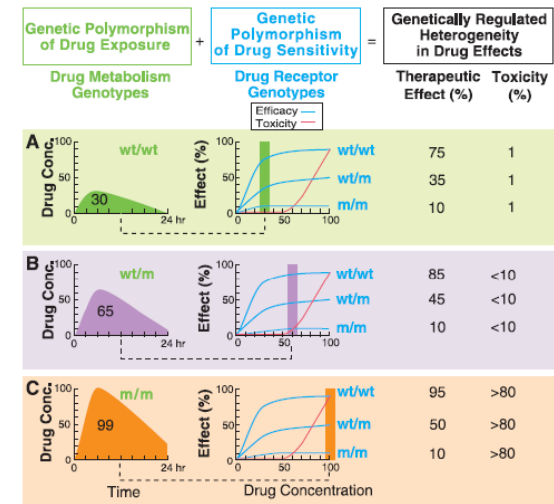 Genetic Polymorphism of Drug Exposure + Genetic Polymorphism of Drug Sensitivity = Genetically Regulated Heterogeneity in Drug Effects
Drug Metabolism Genotypes
Drug Receptor Genotypes
Therapeutic Effect (%)
Toxicity (%)
Efficacy
Toxicity
A
Drug Conc.
100
50
0
wt/wt
30
24 hr
Effect (%)
100
50
0
0 50 100
wt/wt 75 1
wt/m 35 1
m/m 10 1
B
Drug Conc.
100
50
0
wt/m
65
24 hr
Effect (%)
100
50
0
0 50 100
wt/wt 85 <10
wt/m 45 <10
m/m 10 <10
C
Drug Conc.
100
50
0
m/m
99
24 hr
Effect (%)
100
50
0
0 50 100
wt/wt 95 >80
wt/m 50 >80
m/m 10 >80
Time
Drug Concentration